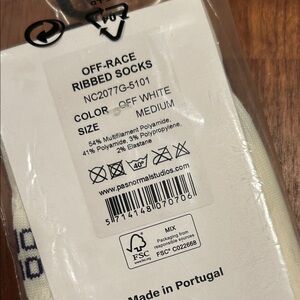 OFF-RACE
RIBBED SOCKS
NC2077G-5101
COLOR OFF WHITE
SIZE MEDIUM
54% Multifilament Polyamide,
41% Polyamide, 3% Polypropylene,
2% Elastane
40°
www.pasnormalstudios.com
5714148070706
MIX
Packaging from
responsible sources
FSC
FSC® C022668
Made in Portugal